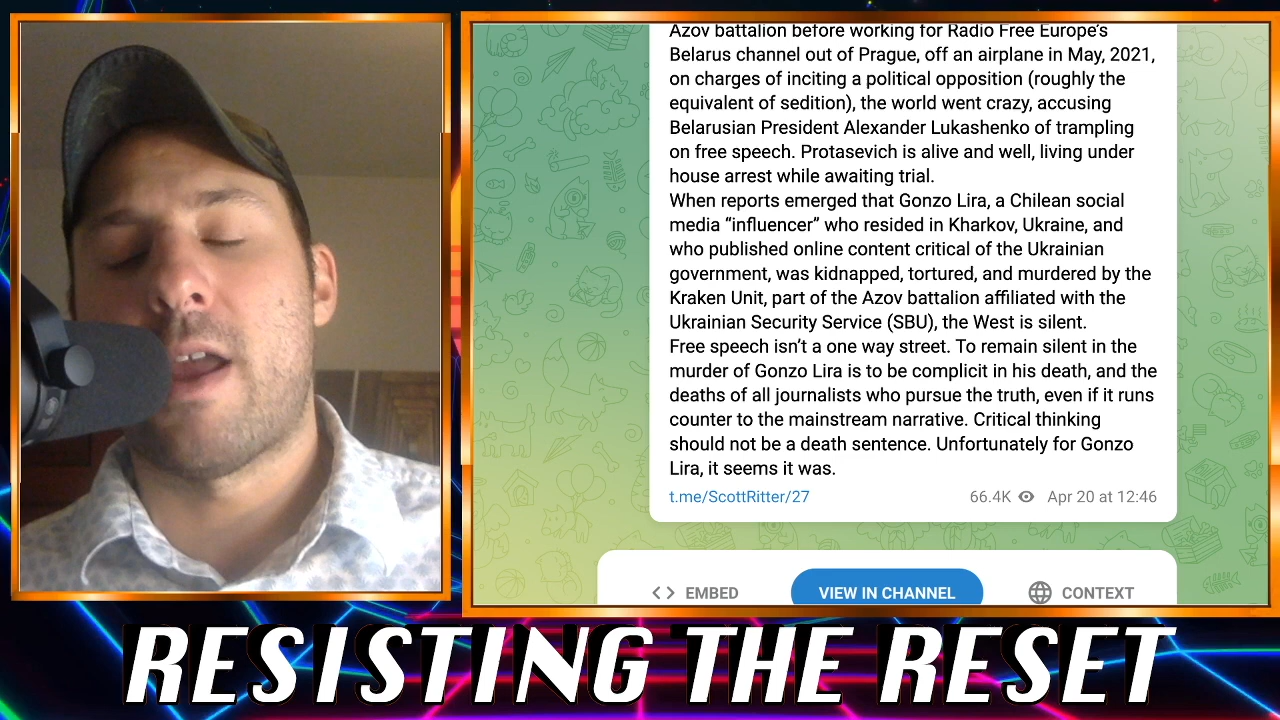 Azov battalion before working for Radio Free Europe's
Belarus channel out of Prague, off an airplane in May, 2021,
on charges of inciting a political opposition (roughly the
equivalent of sedition), the world went crazy, accusing
Belarusian President Alexander Lukashenko of trampling
on free speech. Protasevich is alive and well, living under
house arrest while awaiting trial.
When reports emerged that Gonzo Lira, a Chilean social
media “influencer” who resided in Kharkov, Ukraine, and
who published online content critical of the Ukrainian
government, was kidnapped, tortured, and murdered by the
Kraken Unit, part of the Azov battalion affiliated with the
Ukrainian Security Service (SBU), the West is silent.
Free speech isn’t a one way street. To remain silent in the
murder of Gonzo Lira is to be complicit in his death, and the
deaths of all journalists who pursue the truth, even if it runs
counter to the mainstream narrative. Critical thinking
should not be a death sentence. Unfortunately for Gonzo
Lira, it seems it was.
t.me/ScottRitter/27 66.4K Apr 20 at 12:46
EMBED VIEW IN CHANNEL CONTEXT
RESISTING THE RESET